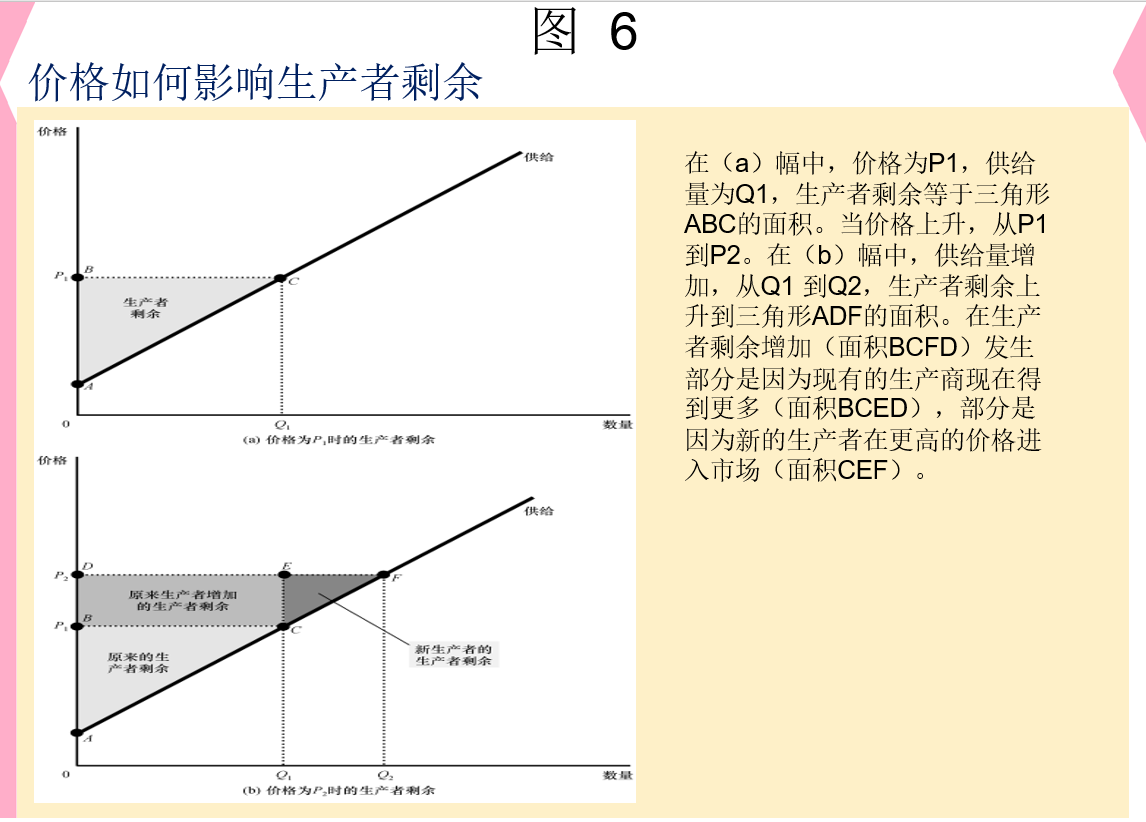 图 6
价格如何影响生产者剩余
价格
供给
P₁
B
C
生产者
剩余
A
0
Q₁
数量
(a) 价格为P₁时的生产者剩余
价格
供给
D
E
P₂
F
原来生产者增加
的生产者剩余
B
P₁
C
新生产者的
生产者剩余
原来的生
产者剩余
A
0
Q₁
Q₂
数量
(b) 价格为P₂时的生产者剩余
在（a）幅中，价格为P1，供给
量为Q1，生产者剩余等于三角形
ABC的面积。当价格上升，从P1
到P2。在（b）幅中，供给量增
加，从Q1 到Q2，生产者剩余上
升到三角形ADF的面积。在生产
者剩余增加（面积BCFD）发生
部分是因为现有的生产商现在得
到更多（面积BCED），部分是
因为新的生产者在更高的价格进
入市场（面积CEF）。